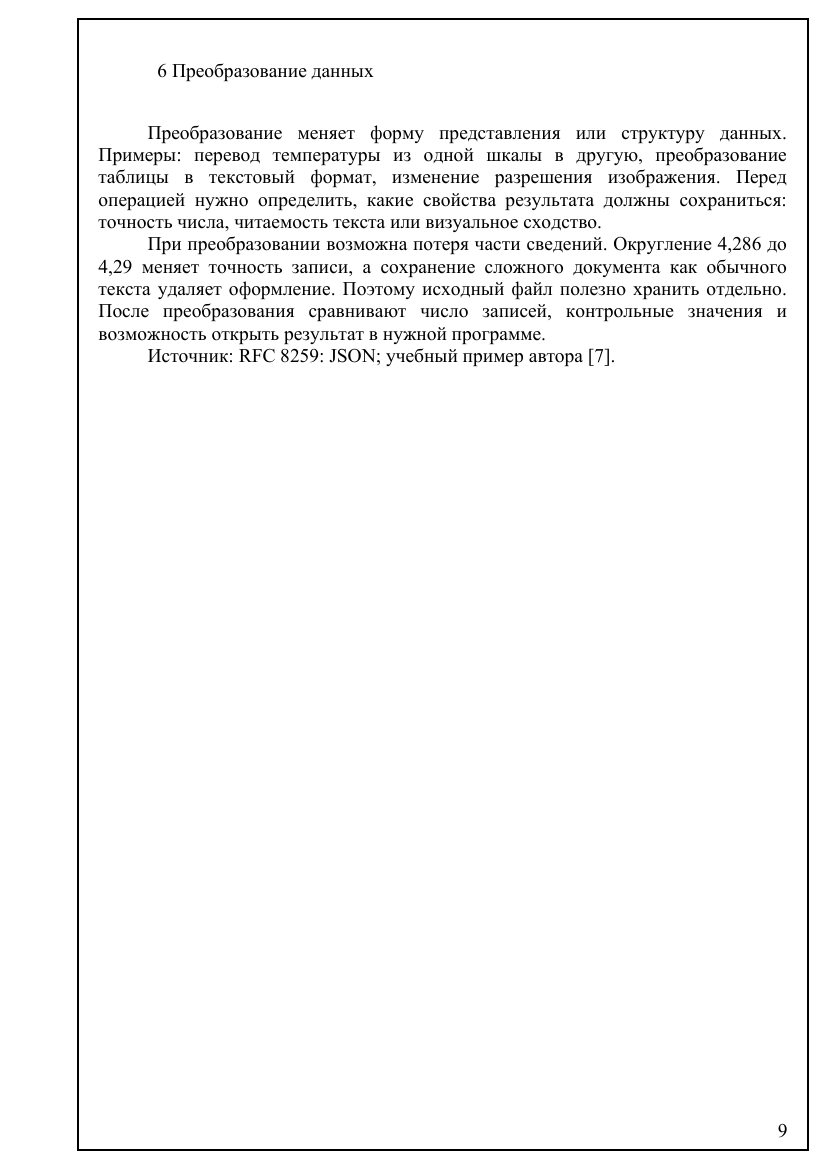 6 Преобразование данных
Преобразование меняет форму представления или структуру данных.
Примеры: перевод температуры из одной шкалы в другую, преобразование
таблицы в текстовый формат, изменение разрешения изображения. Перед
операцией нужно определить, какие свойства результата должны сохраниться:
точность числа, читаемость текста или визуальное сходство.
При преобразовании возможна потеря части сведений. Округление 4,286 до
4,29 меняет точность записи, а сохранение сложного документа как обычного
текста удаляет оформление. Поэтому исходный файл полезно хранить отдельно.
После преобразования сравнивают число записей, контрольные значения и
возможность открыть результат в нужной программе.
Источник: RFC 8259: JSON; учебный пример автора [7].
9